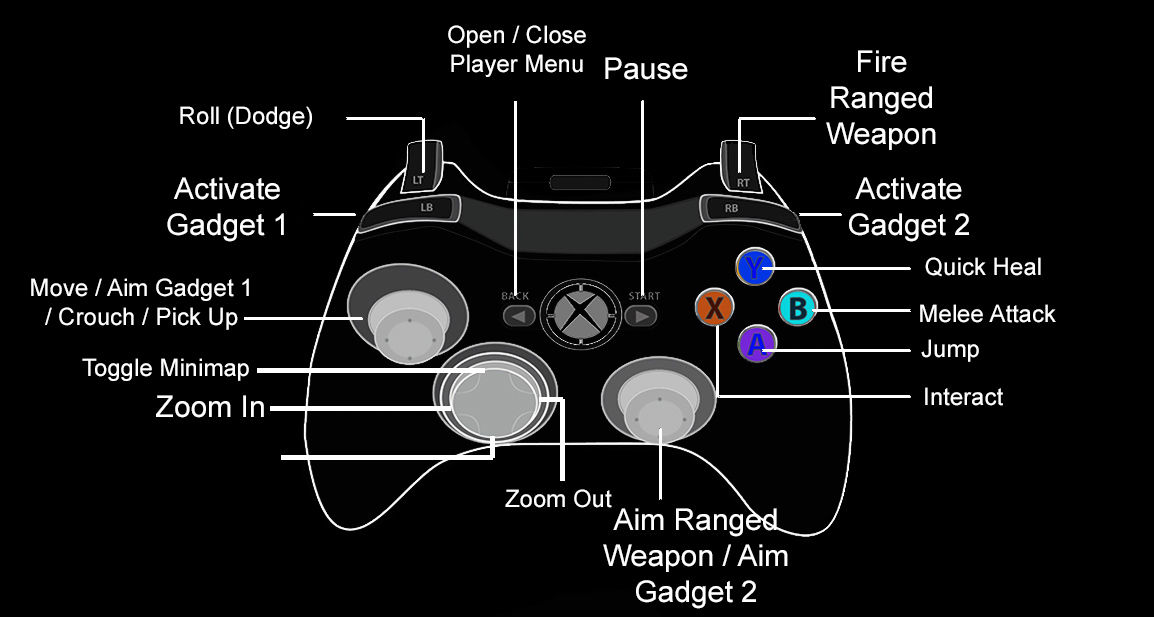 Open / Close
Player Menu
Pause
Fire
Ranged
Weapon
Roll (Dodge)
LT
RT
Activate
Gadget 1
LB
RB
Activate
Gadget 2
Y
Quick Heal
Move / Aim Gadget 1
/ Crouch / Pick Up
BACK
START
X
B
Melee Attack
A
Jump
Toggle Minimap
Interact
Zoom In
Zoom Out
Aim Ranged
Weapon / Aim
Gadget 2